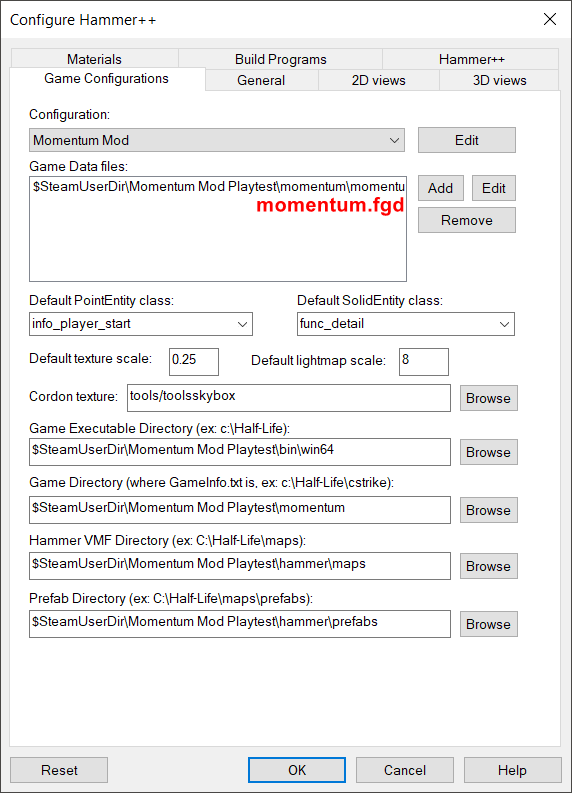 Configure Hammer++
Materials
Build Programs
Hammer++
Game Configurations
General
2D views
3D views
Configuration:
Momentum Mod
Edit
Game Data files:
$SteamUserDir\Momentum Mod Playtest\momentum\momentu
momentum.fgd
Add
Edit
Remove
Default PointEntity class:
Default SolidEntity class:
info_player_start
func_detail
Default texture scale:
0.25
Default lightmap scale:
8
Cordon texture:
tools/toolsskybox
Browse
Game Executable Directory (ex: c:\Half-Life):
$SteamUserDir\Momentum Mod Playtest\bin\win64
Browse
Game Directory (where GameInfo.txt is, ex: c:\Half-Life\cstrike):
$SteamUserDir\Momentum Mod Playtest\momentum
Browse
Hammer VMF Directory (ex: C:\Half-Life\maps):
$SteamUserDir\Momentum Mod Playtest\hammer\maps
Browse
Prefab Directory (ex: C:\Half-Life\maps\prefabs):
$SteamUserDir\Momentum Mod Playtest\hammer\prefabs
Browse
Reset
OK
Cancel
Help